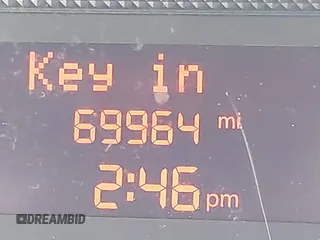 Key in
69964 mi
2:46 pm
DREAMBID